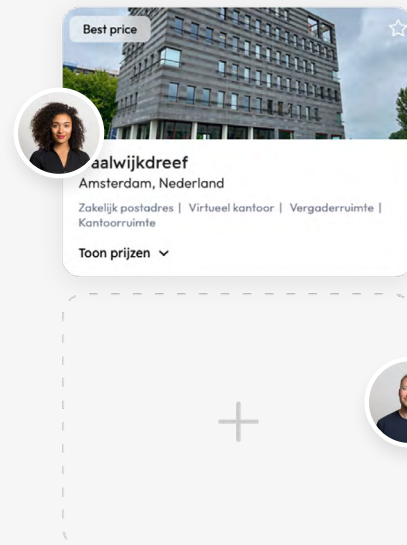 Best price
aalwijkdreef
Amsterdam, Nederland
Zakelijk postadres | Virtueel kantoor | Vergaderruimte |
Kantoorruimte
Toon prijzen